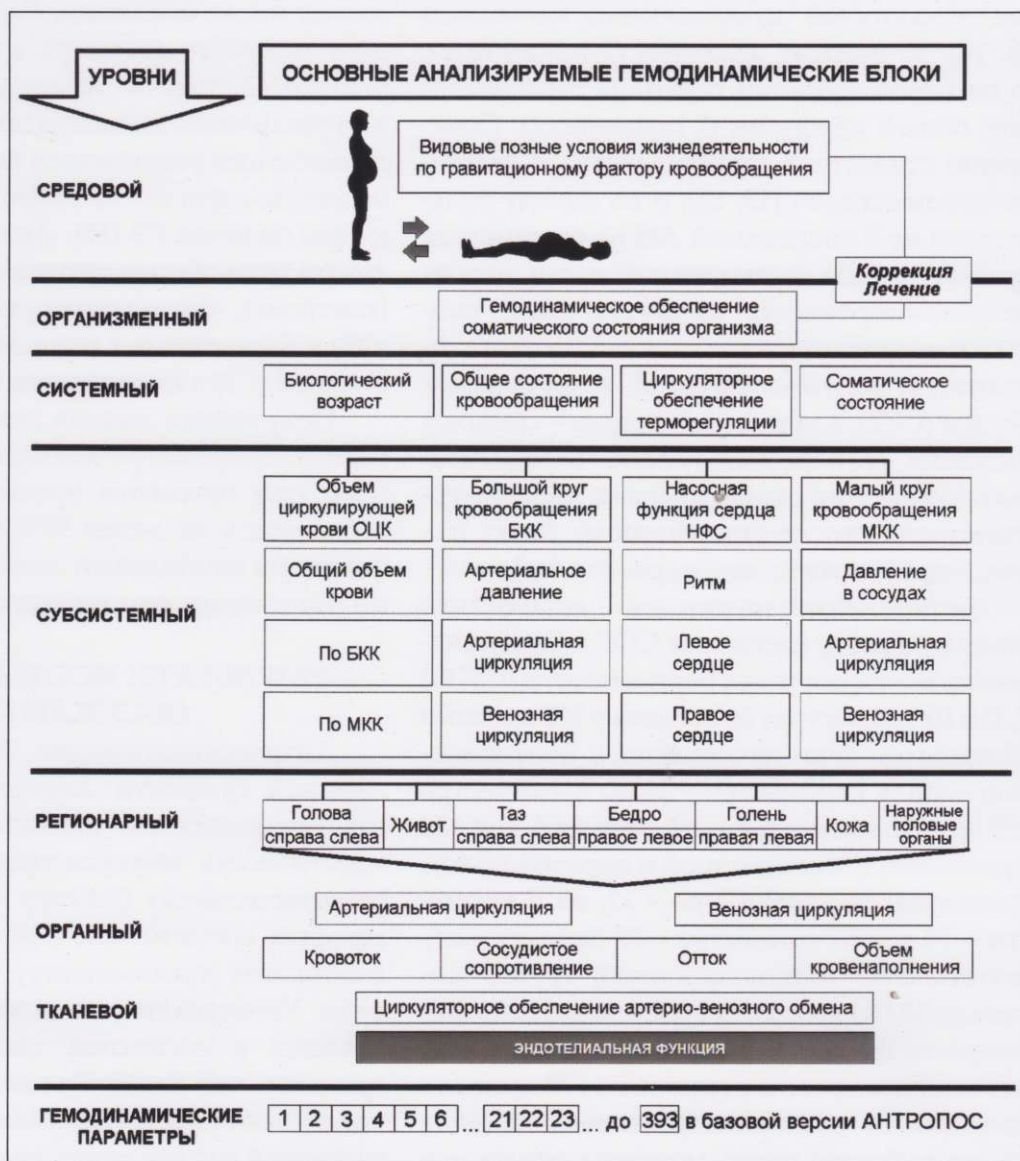 УРОВНИ
ОСНОВНЫЕ АНАЛИЗИРУЕМЫЕ ГЕМОДИНАМИЧЕСКИЕ БЛОКИ
СРЕДОВОЙ
Видовые позные условия жизнедеятельности
по гравитационному фактору кровообращения
Коррекция
Лечение
ОРГАНИЗМЕННЫЙ
Гемодинамическое обеспечение
соматического состояния организма
СИСТЕМНЫЙ
Биологический
возраст
Общее состояние
кровообращения
Циркуляторное
обеспечение
терморегуляции
Соматическое
состояние
СУБСИСТЕМНЫЙ
Объем
циркулирующей
крови ОЦК
Большой круг
кровообращения
БКК
Насосная
функция сердца
НФС
Малый круг
кровообращения
МКК
Общий объем
крови
Артериальное
давление
Ритм
Давление
в сосудах
По БКК
Артериальная
циркуляция
Левое
сердце
Артериальная
циркуляция
По МКК
Венозная
циркуляция
Правое
сердце
Венозная
циркуляция
РЕГИОНАРНЫЙ
Голова
справа слева
Живот
Таз
справа слева
Бедро
правое левое
Голень
правая левая
Кожа
Наружные
половые
органы
ОРГАННЫЙ
Артериальная циркуляция
Венозная циркуляция
Кровоток
Сосудистое
сопротивление
Отток
Объем
кровенаполнения
ТКАНЕВОЙ
Циркуляторное обеспечение артерио-венозного обмена
ЭНДОТЕЛИАЛЬНАЯ ФУНКЦИЯ
ГЕМОДИНАМИЧЕСКИЕ
ПАРАМЕТРЫ
1 2 3 4 5 6 ... 21 22 23 ... до 393 в базовой версии АНТРОПОС